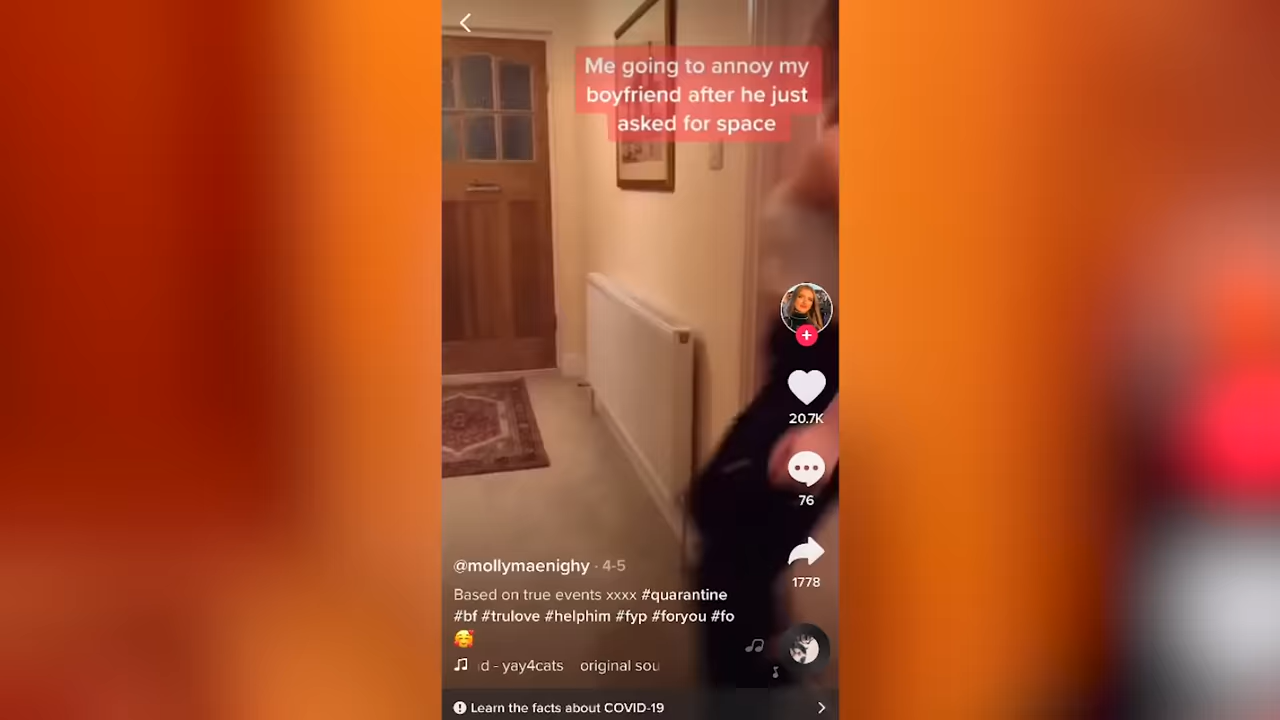 Me going to annoy my
boyfriend after he just
asked for space
20.7K
76
1778
@mollymaenighy · 4-5
Based on true events xxxx #quarantine
#bf #trulove #helphim #fyp #foryou #fo
🥰
d - yay4cats original sou
Learn the facts about COVID-19